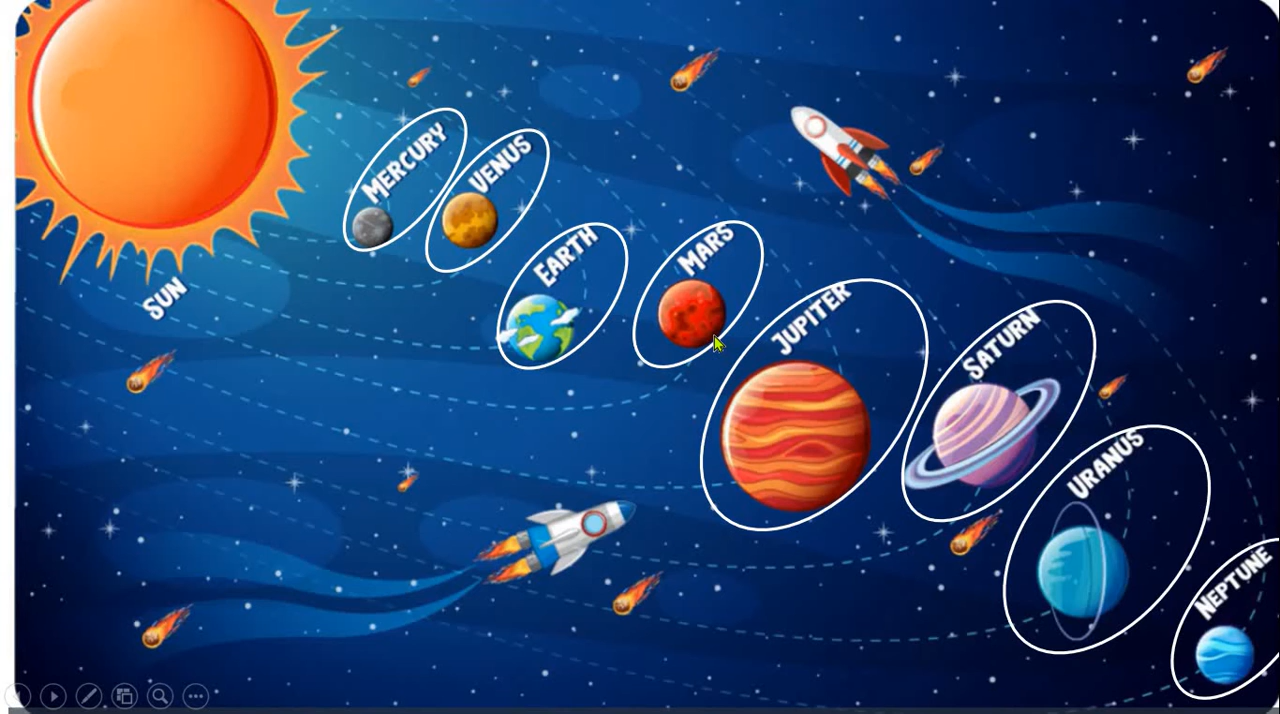 SUN
MERCURY
VENUS
EARTH
MARS
JUPITER
SATURN
URANUS
NEPTUNE